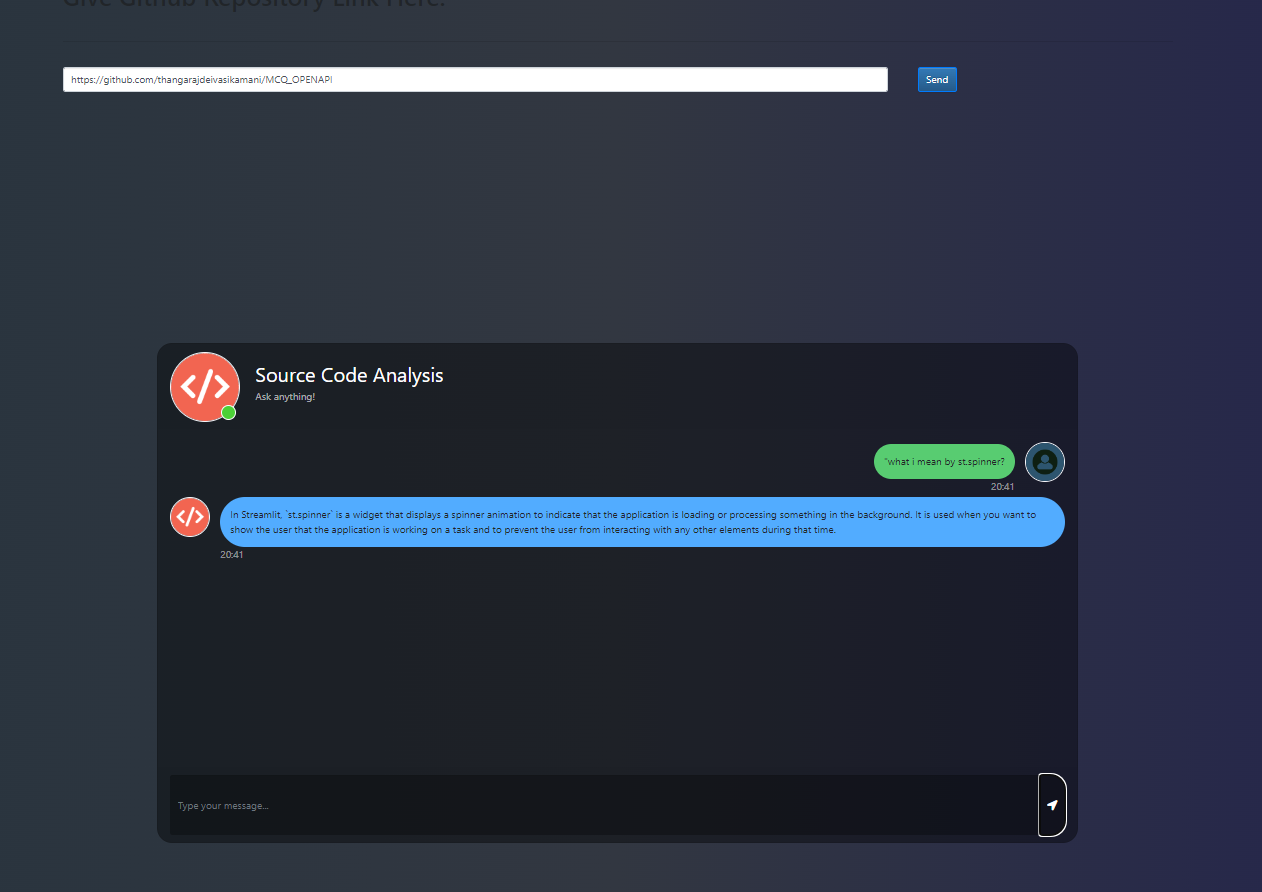 Give Github Repository Link Here:
https://github.com/thangarajdeivasikamani/MCQ_OPENAPI
Send
Source Code Analysis
Ask anything!
"what i mean by st.spinner?
20:41
In Streamlit, `st.spinner` is a widget that displays a spinner animation to indicate that the application is loading or processing something in the background. It is used when you want to
show the user that the application is working on a task and to prevent the user from interacting with any other elements during that time.
20:41
Type your message...